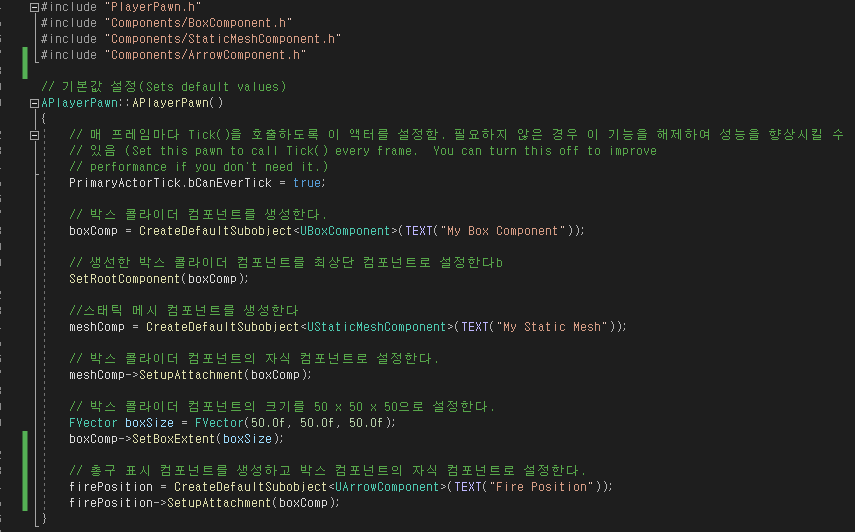 #include "PlayerPawn.h"
#include "Components/BoxComponent.h"
#include "Components/StaticMeshComponent.h"
#include "Components/ArrowComponent.h"
// 기본값 설정(Sets default values)
APlayerPawn::APlayerPawn()
{
// 매 프레임마다 Tick()을 호출하도록 이 액터를 설정함. 필요하지 않은 경우 이 기능을 해제하여 성능을 향상시킬 수
// 있음 (Set this pawn to call Tick() every frame.  You can turn this off to improve
// performance if you don't need it.)
PrimaryActorTick.bCanEverTick = true;
// 박스 콜라이더 컴포넌트를 생성한다.
boxComp = CreateDefaultSubobject<UBoxComponent>(TEXT("My Box Component"));
// 생선한 박스 콜라이더 컴포넌트를 최상단 컴포넌트로 설정한다b
SetRootComponent(boxComp);
//스태틱 메시 컴포넌트를 생성한다
meshComp = CreateDefaultSubobject<UStaticMeshComponent>(TEXT("My Static Mesh"));
// 박스 콜라이더 컴포넌트의 자식 컴포넌트로 설정한다.
meshComp->SetupAttachment(boxComp);
// 박스 콜라이더 컴포넌트의 크기를 50 x 50 x 50으로 설정한다.
FVector boxSize = FVector(50.0f, 50.0f, 50.0f);
boxComp->SetBoxExtent(boxSize);
// 총구 표시 컴포넌트를 생성하고 박스 컴포넌트의 자식 컴포넌트로 설정한다.
firePosition = CreateDefaultSubobject<UArrowComponent>(TEXT("Fire Position"));
firePosition->SetupAttachment(boxComp);
}